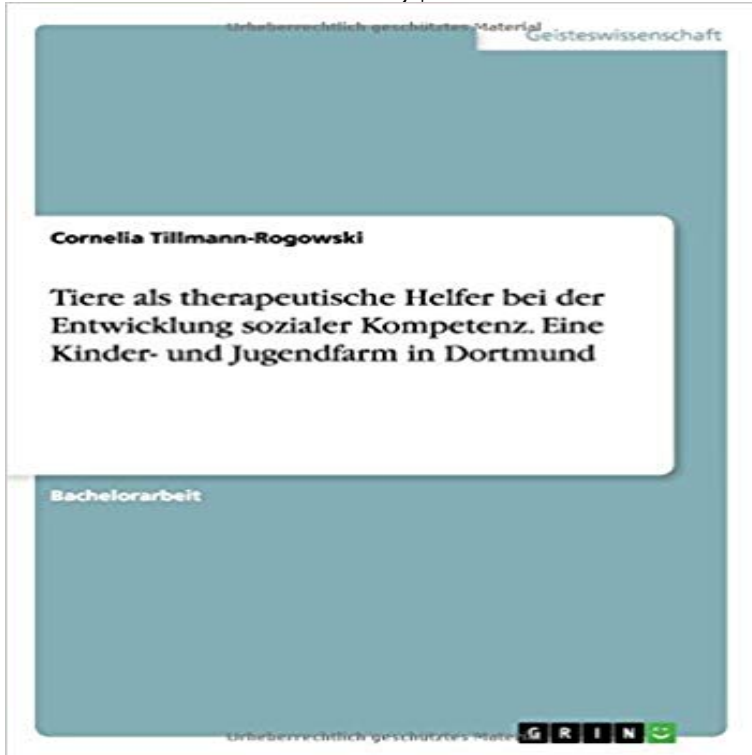 Urheberrechtlich geschütztes Material
Geisteswissenschaft
Cornelia Tillmann-Rogowski
Tiere als therapeutische Helfer bei der
Entwicklung sozialer Kompetenz. Eine
Kinder- und Jugendfarm in Dortmund
Bachelorarbeit
Urheberrechtlich geschütztes Mate
GRIN